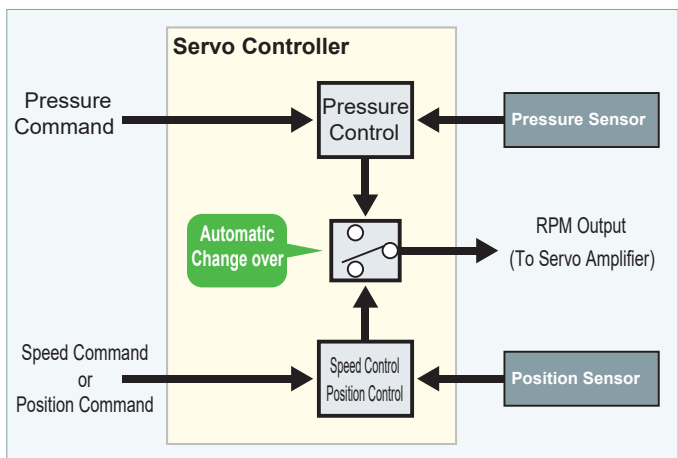 Servo Controller
Pressure
Command
Pressure
Control
Pressure Sensor
Automatic
Change over
RPM Output
(To Servo Amplifier)
Speed Command
or
Position Command
Speed Control
Position Control
Position Sensor